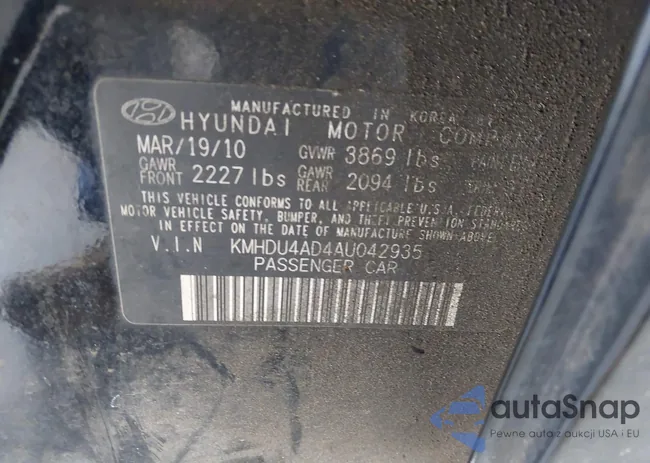 MANUFACTURED IN KOREA BY
HYUNDAI MOTOR COMPANY
MAR/19/10 GVWR 3869 lbs
GAWR FRONT 2227 lbs GAWR REAR 2094 lbs
THIS VEHICLE CONFORMS TO ALL APPLICABLE U.S.A. FEDERAL
MOTOR VEHICLE SAFETY, BUMPER, AND THEFT PREVENTION STANDARDS
IN EFFECT ON THE DATE OF MANUFACTURE SHOWN ABOVE.
V.I.N KMHDU4AD4AU042935
PASSENGER CAR
autaSnap
Pewne auta z aukcji USA i EU